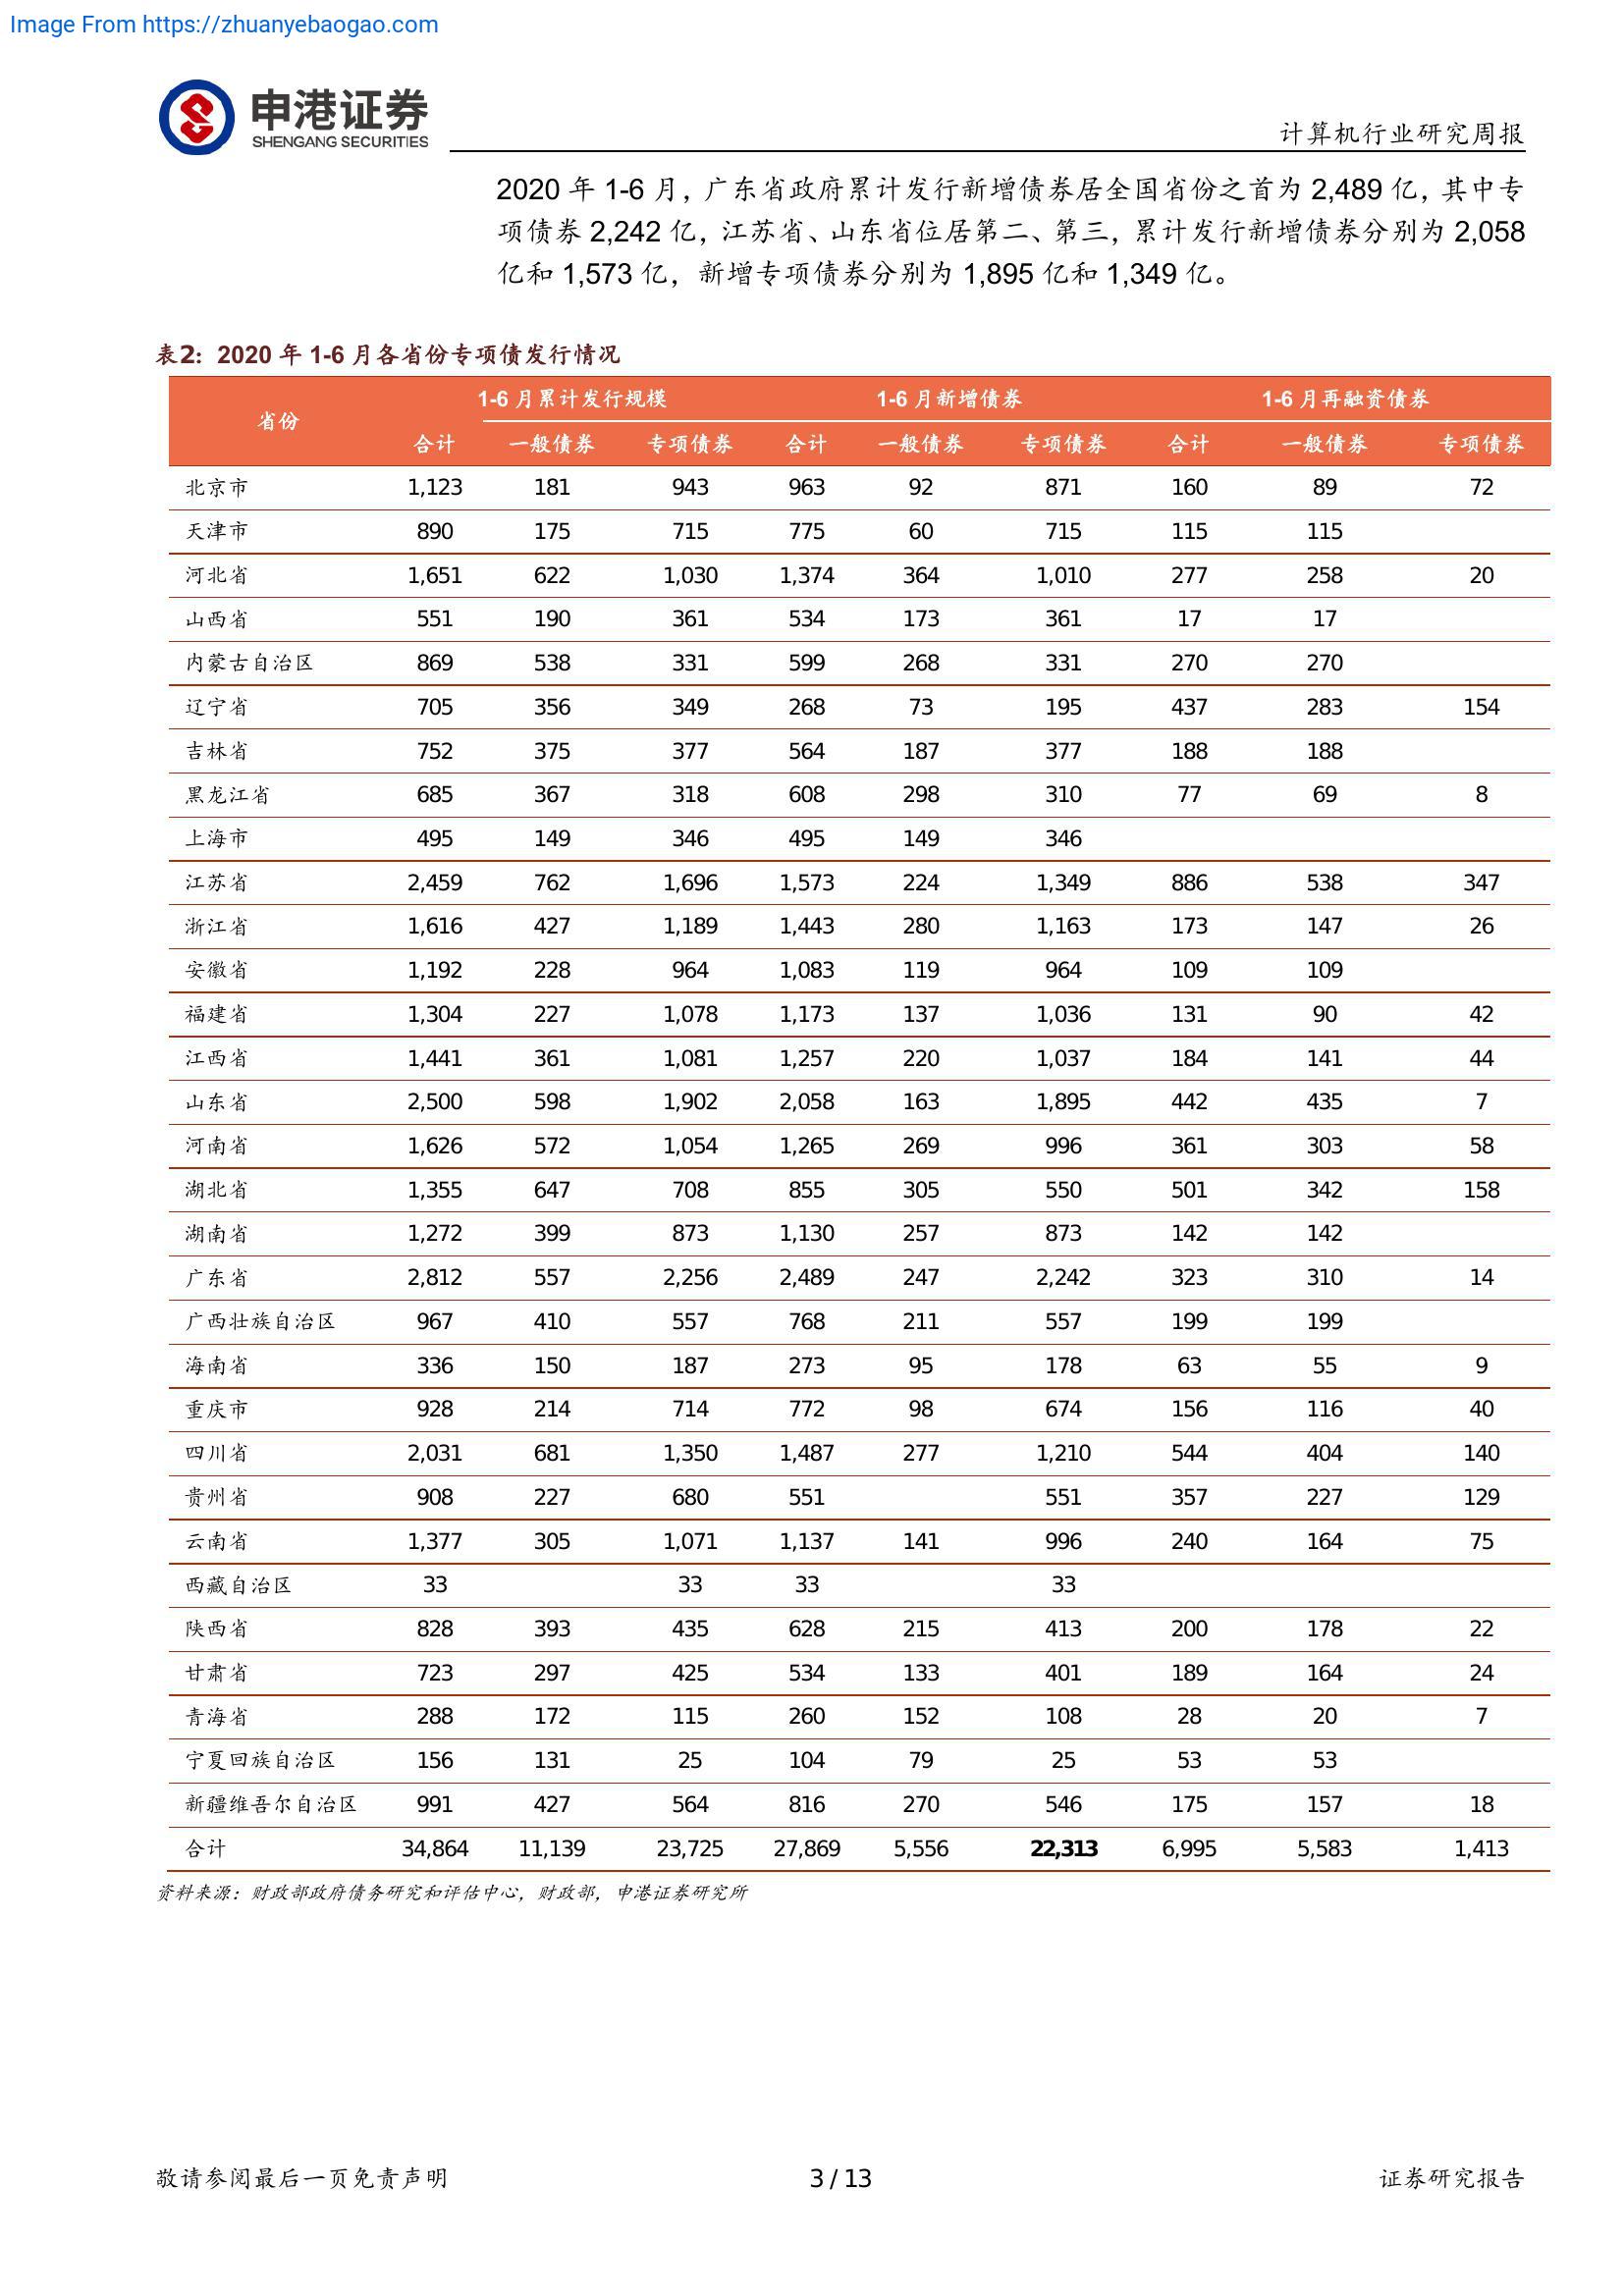 Image From https://zhuanyebaogao.com
申港证券
SHENGANG SECURITIES
计算机行业研究周报
2020 年 1-6 月，广东省政府累计发行新增债券居全国省份之首为 2,489 亿，其中专
项债券 2,242 亿，江苏省、山东省位居第二、第三，累计发行新增债券分别为 2,058
亿和 1,573 亿，新增专项债券分别为 1,895 亿和 1,349 亿。
表2：2020 年 1-6 月各省份专项债发行情况
省份 1-6 月累计发行规模 1-6 月新增债券 1-6 月再融资债券
合计 一般债券 专项债券 合计 一般债券 专项债券 合计 一般债券 专项债券
北京市 1,123 181 943 963 92 871 160 89 72
天津市 890 175 715 775 60 715 115 115
河北省 1,651 622 1,030 1,374 364 1,010 277 258 20
山西省 551 190 361 534 173 361 17 17
内蒙古自治区 869 538 331 599 268 331 270 270
辽宁省 705 356 349 268 73 195 437 283 154
吉林省 752 375 377 564 187 377 188 188
黑龙江省 685 367 318 608 298 310 77 69 8
上海市 495 149 346 495 149 346
江苏省 2,459 762 1,696 1,573 224 1,349 886 538 347
浙江省 1,616 427 1,189 1,443 280 1,163 173 147 26
安徽省 1,192 228 964 1,083 119 964 109 109
福建省 1,304 227 1,078 1,173 137 1,036 131 90 42
江西省 1,441 361 1,081 1,257 220 1,037 184 141 44
山东省 2,500 598 1,902 2,058 163 1,895 442 435 7
河南省 1,626 572 1,054 1,265 269 996 361 303 58
湖北省 1,355 647 708 855 305 550 501 342 158
湖南省 1,272 399 873 1,130 257 873 142 142
广东省 2,812 557 2,256 2,489 247 2,242 323 310 14
广西壮族自治区 967 410 557 768 211 557 199 199
海南省 336 150 187 273 95 178 63 55 9
重庆市 928 214 714 772 98 674 156 116 40
四川省 2,031 681 1,350 1,487 277 1,210 544 404 140
贵州省 908 227 680 551 551 357 227 129
云南省 1,377 305 1,071 1,137 141 996 240 164 75
西藏自治区 33 33 33 33
陕西省 828 393 435 628 215 413 200 178 22
甘肃省 723 297 425 534 133 401 189 164 24
青海省 288 172 115 260 152 108 28 20 7
宁夏回族自治区 156 131 25 104 79 25 53 53
新疆维吾尔自治区 991 427 564 816 270 546 175 157 18
合计 34,864 11,139 23,725 27,869 5,556 22,313 6,995 5,583 1,413
资料来源：财政部政府债务研究和评估中心，财政部，申港证券研究所
敬请参阅最后一页免责声明 3 / 13 证券研究报告